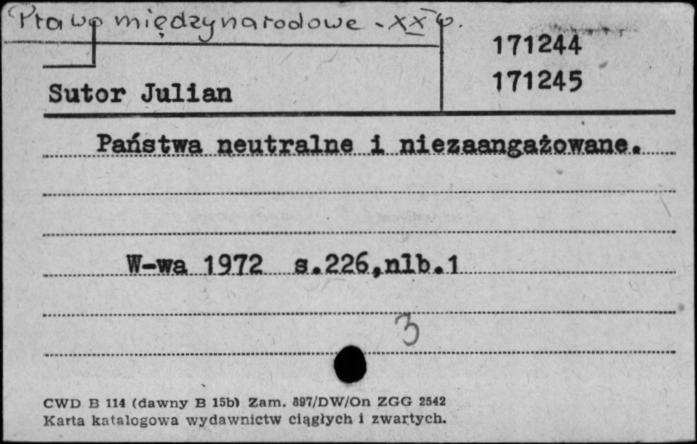 Prawo międzynarodowe - XX w.
171244
171245
Sutor Julian
Państwa neutralne i niezaangażowane.
W-wa 1972 s.226,nlb.1
3
CWD B 114 (dawny B 15b) Zam. 897/DW/On ZGG 2542
Karta katalogowa wydawnictw ciągłych i zwartych.